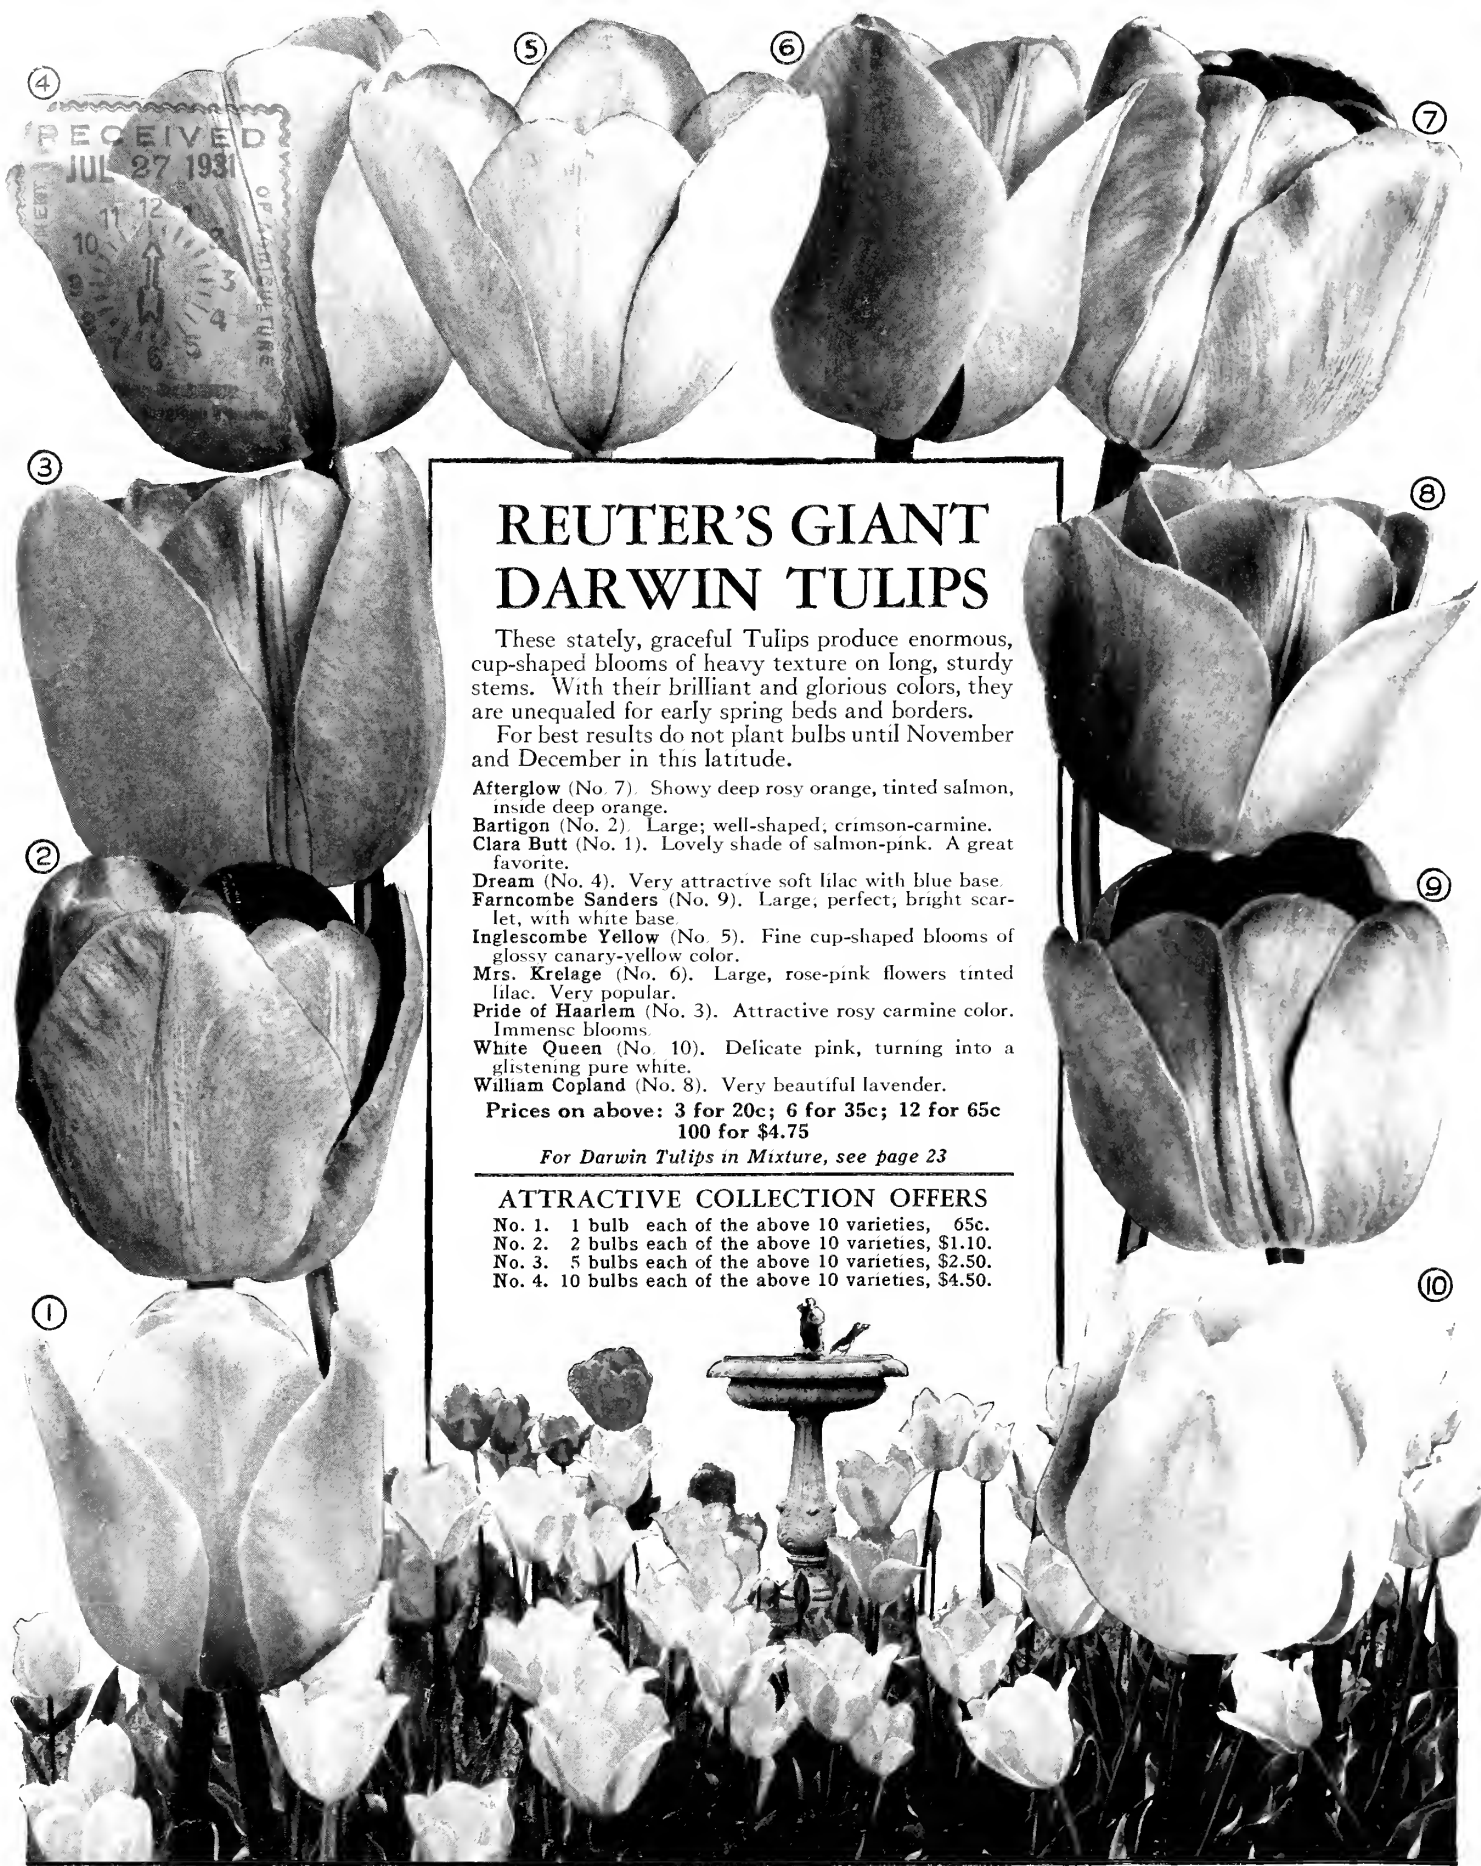 ④
⑤
⑥
⑦
RECEIVED
JUL 27 1931
11 12
10
3
4
5
6
7
③
⑧
REUTER'S GIANT
DARWIN TULIPS
These stately, graceful Tulips produce enormous,
cup-shaped blooms of heavy texture on long, sturdy
stems. With their brilliant and glorious colors, they
are unequaled for early spring beds and borders.
For best results do not plant bulbs until November
and December in this latitude.
Afterglow (No. 7). Showy deep rosy orange, tinted salmon,
inside deep orange.
Bartigon (No. 2). Large; well-shaped; crimson-carmine.
Clara Butt (No. 1). Lovely shade of salmon-pink. A great
favorite.
Dream (No. 4). Very attractive soft lilac with blue base.
Farncombe Sanders (No. 9). Large; perfect; bright scar-
let, with white base.
Inglescombe Yellow (No. 5). Fine cup-shaped blooms of
glossy canary-yellow color.
Mrs. Krelage (No. 6). Large, rose-pink flowers tinted
lilac. Very popular.
Pride of Haarlem (No. 3). Attractive rosy carmine color.
Immense blooms.
White Queen (No. 10). Delicate pink, turning into a
glistening pure white.
William Copland (No. 8). Very beautiful lavender.
Prices on above: 3 for 20c; 6 for 35c; 12 for 65c
100 for $4.75
For Darwin Tulips in Mixture, see page 23
ATTRACTIVE COLLECTION OFFERS
No. 1. 1 bulb each of the above 10 varieties, 65c.
No. 2. 2 bulbs each of the above 10 varieties, $1.10.
No. 3. 5 bulbs each of the above 10 varieties, $2.50.
No. 4. 10 bulbs each of the above 10 varieties, $4.50.
②
⑨
①
⑩